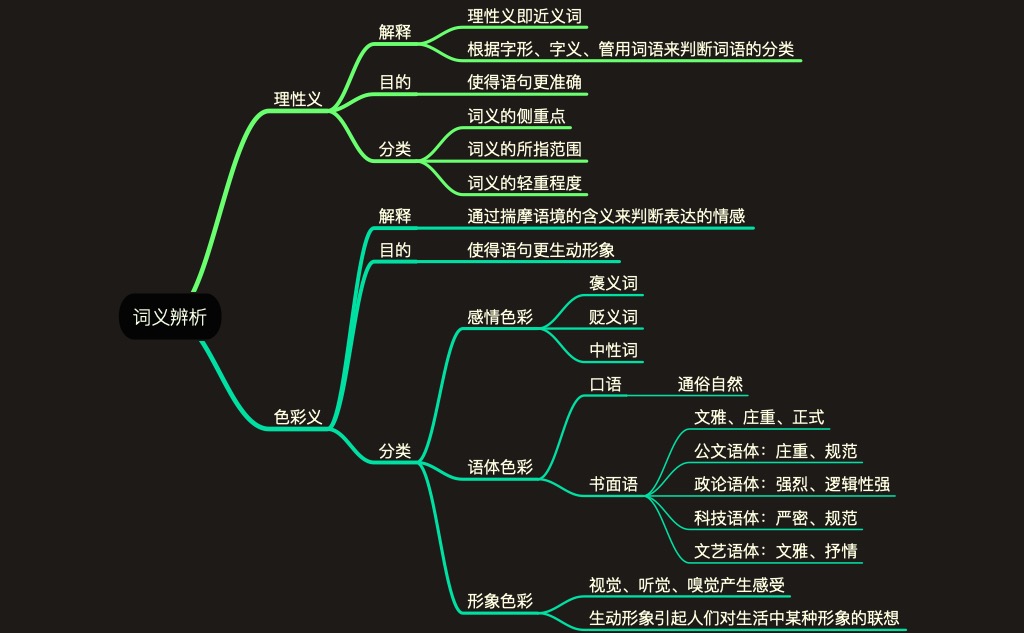 词义辨析
理性义
解释
理性义即近义词
根据字形、字义、管用词语来判断词语的分类
目的
使得语句更准确
分类
词义的侧重点
词义的所指范围
词义的轻重程度
色彩义
解释
通过揣摩语境的含义来判断表达的情感
目的
使得语句更生动形象
分类
感情色彩
褒义词
贬义词
中性词
语体色彩
口语
通俗自然
书面语
文雅、庄重、正式
公文语体：庄重、规范
政论语体：强烈、逻辑性强
科技语体：严密、规范
文艺语体：文雅、抒情
形象色彩
视觉、听觉、嗅觉产生感受
生动形象引起人们对生活中某种形象的联想